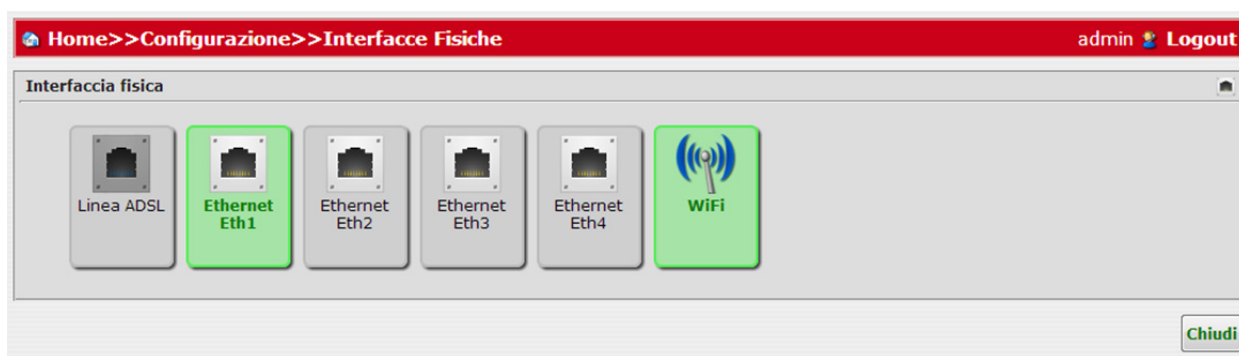 Home>>Configurazione>>Interfacce Fisiche
admin Logout
Interfaccia fisica
Linea ADSL
Ethernet
Eth1
Ethernet
Eth2
Ethernet
Eth3
Ethernet
Eth4
WiFi
Chiudi